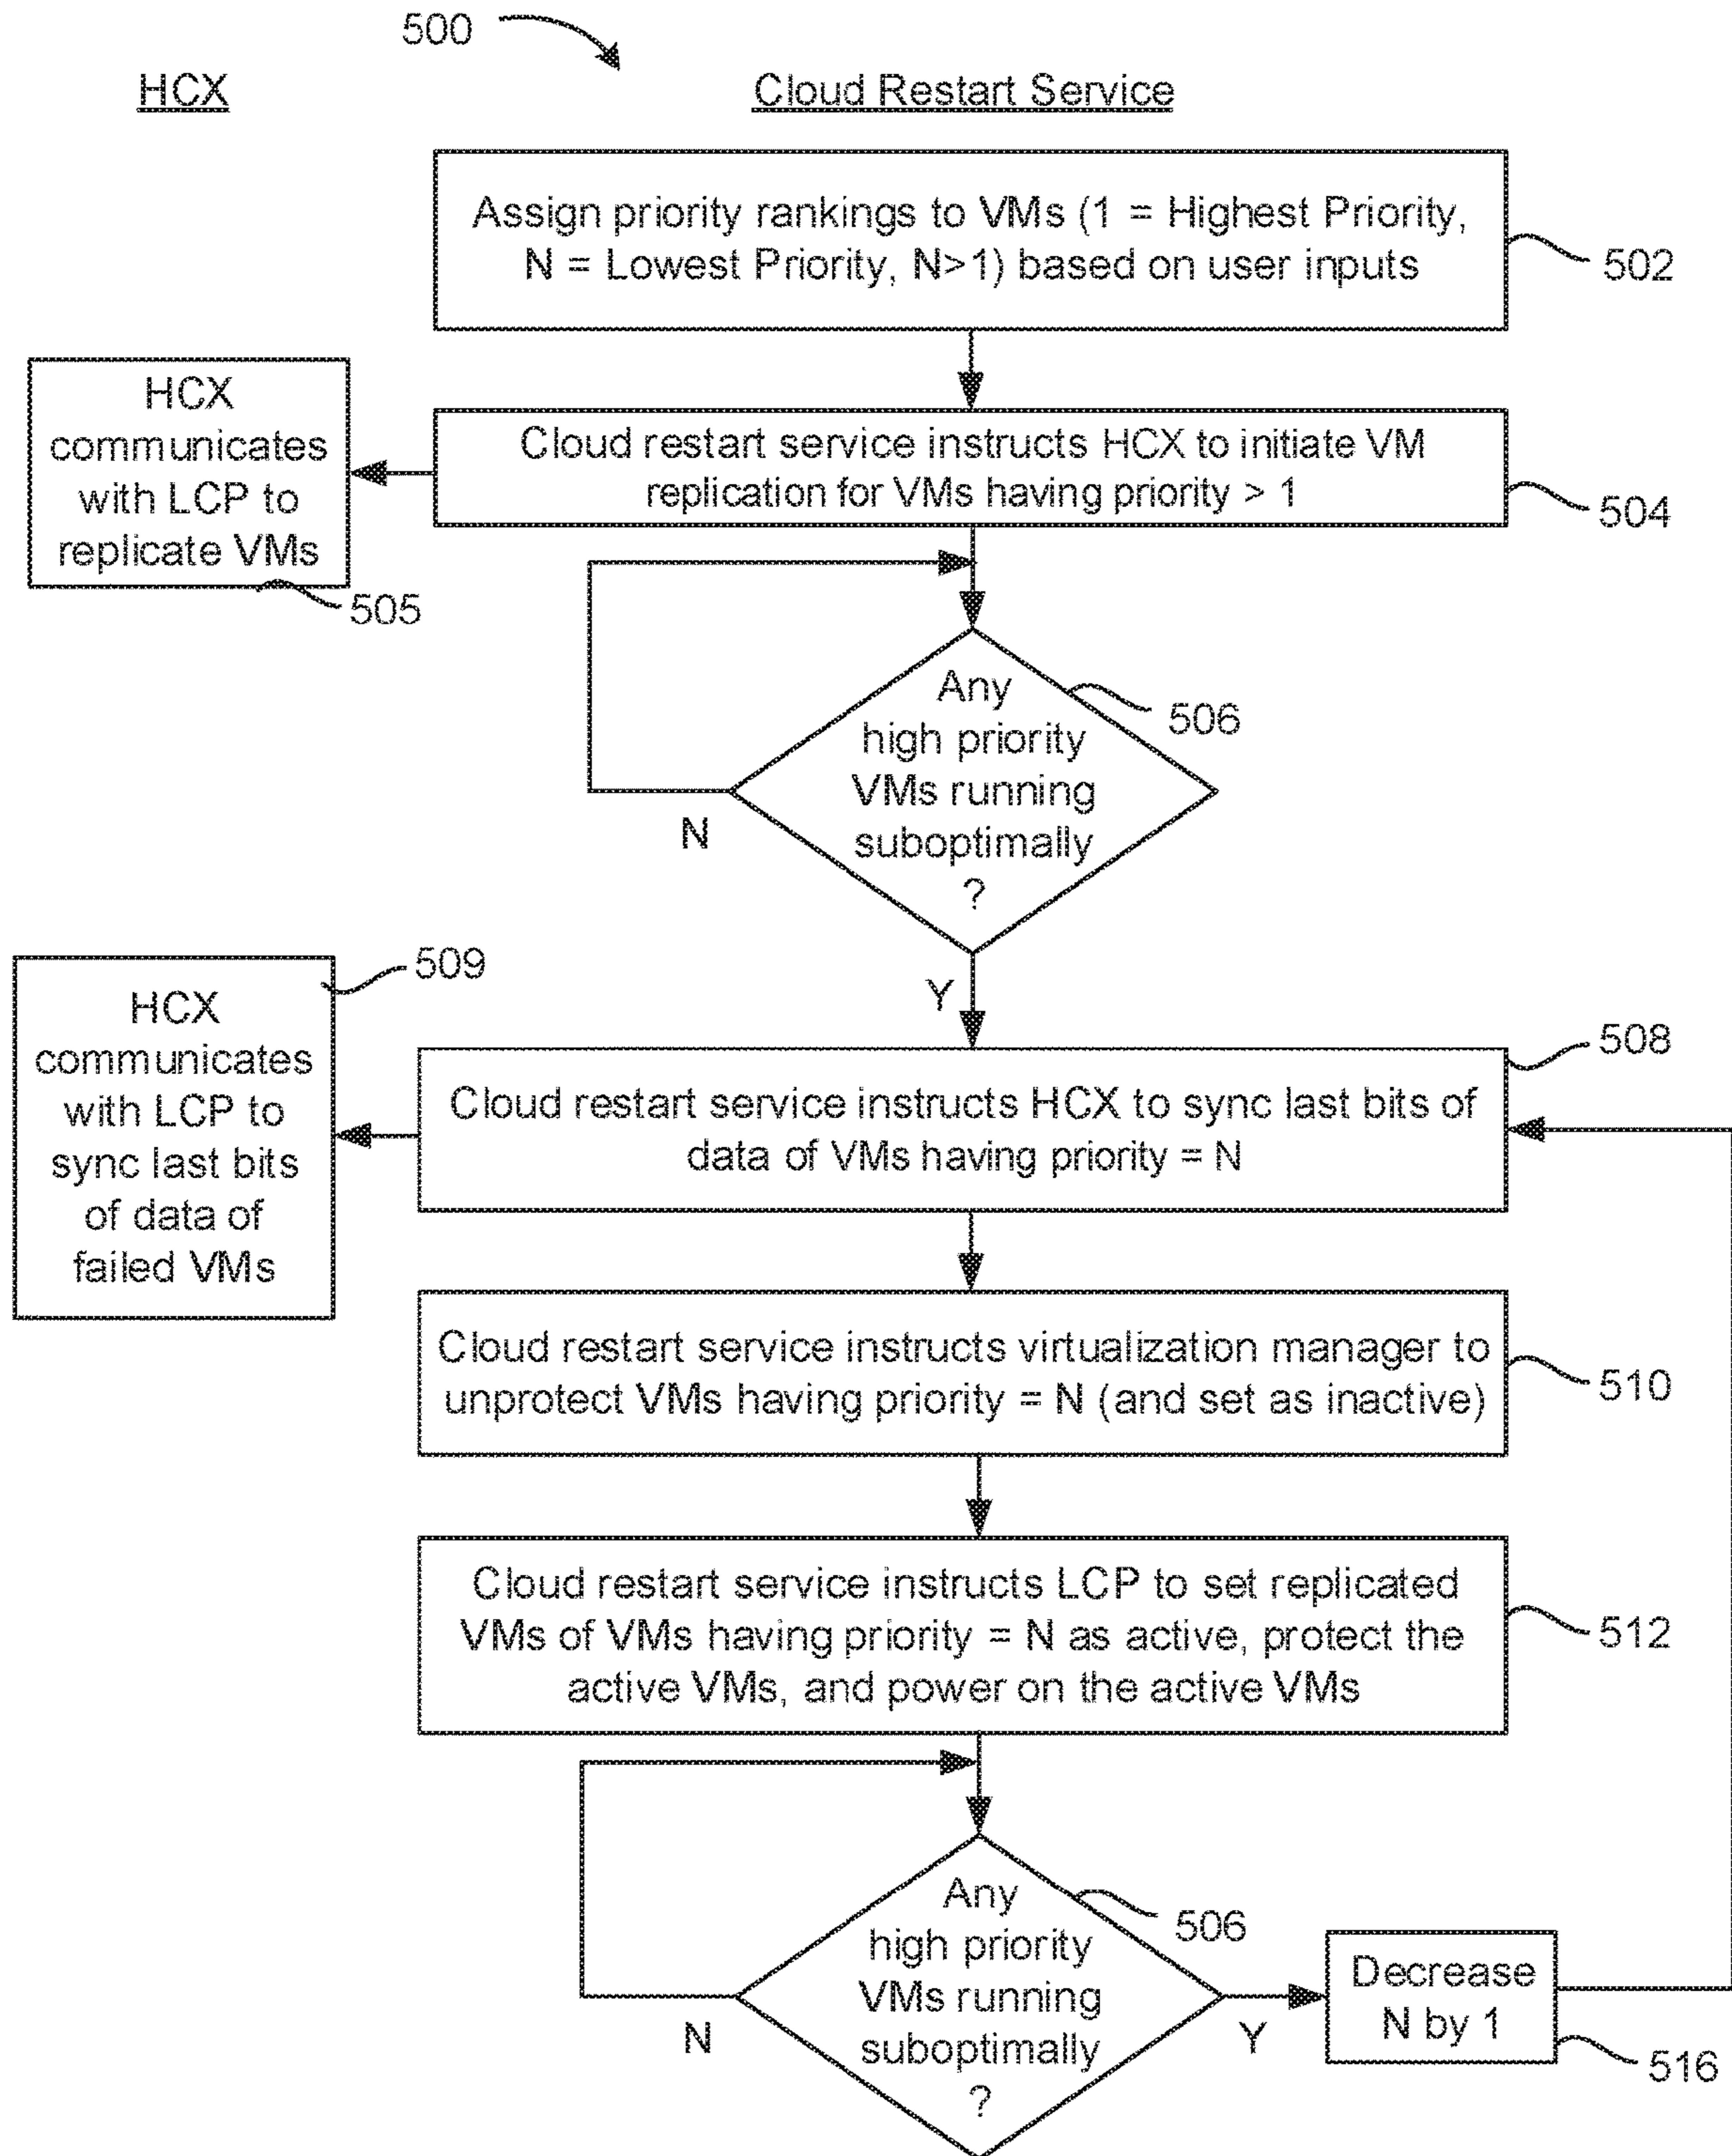 500
HCX
Cloud Restart Service
Assign priority rankings to VMs (1 = Highest Priority,
N = Lowest Priority, N>1) based on user inputs
502
HCX
communicates
with LCP to
replicate VMs
505
Cloud restart service instructs HCX to initiate VM
replication for VMs having priority > 1
504
Any
high priority
VMs running
suboptimally
?
506
N
Y
509
HCX
communicates
with LCP to
sync last bits
of data of
failed VMs
508
Cloud restart service instructs HCX to sync last bits of
data of VMs having priority = N
Cloud restart service instructs virtualization manager to
unprotect VMs having priority = N (and set as inactive)
510
Cloud restart service instructs LCP to set replicated
VMs of VMs having priority = N as active, protect the
active VMs, and power on the active VMs
512
Any
high priority
VMs running
suboptimally
?
506
N
Y
Decrease
N by 1
516